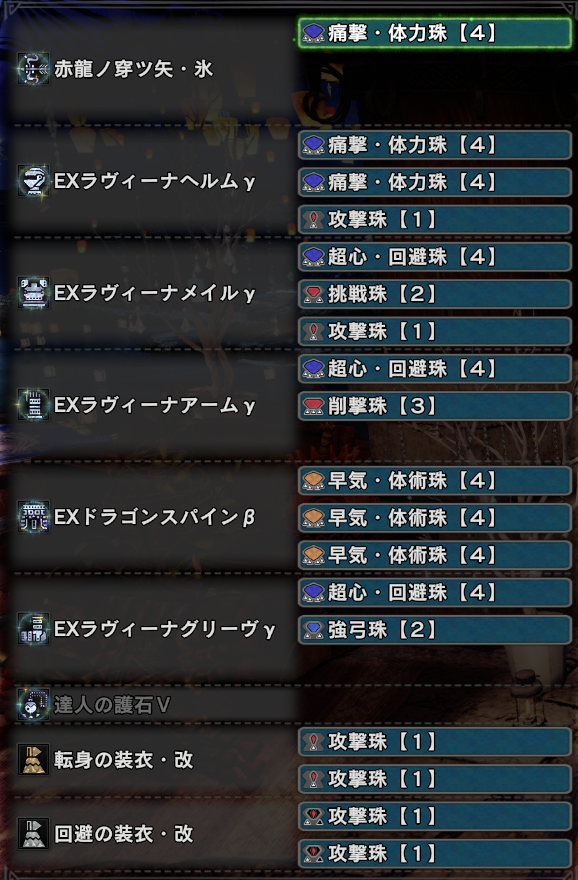 赤龍ノ穿ツ矢・氷
痛撃・体力珠【4】
EXラヴィーナヘルムγ
痛撃・体力珠【4】
痛撃・体力珠【4】
攻撃珠【1】
EXラヴィーナメイルγ
超心・回避珠【4】
挑戦珠【2】
攻撃珠【1】
EXラヴィーナアームγ
超心・回避珠【4】
削撃珠【3】
EXドラゴンスパインβ
早気・体術珠【4】
早気・体術珠【4】
早気・体術珠【4】
EXラヴィーナグリーヴγ
超心・回避珠【4】
強弓珠【2】
達人の護石Ⅴ
転身の装衣・改
攻撃珠【1】
攻撃珠【1】
回避の装衣・改
攻撃珠【1】
攻撃珠【1】